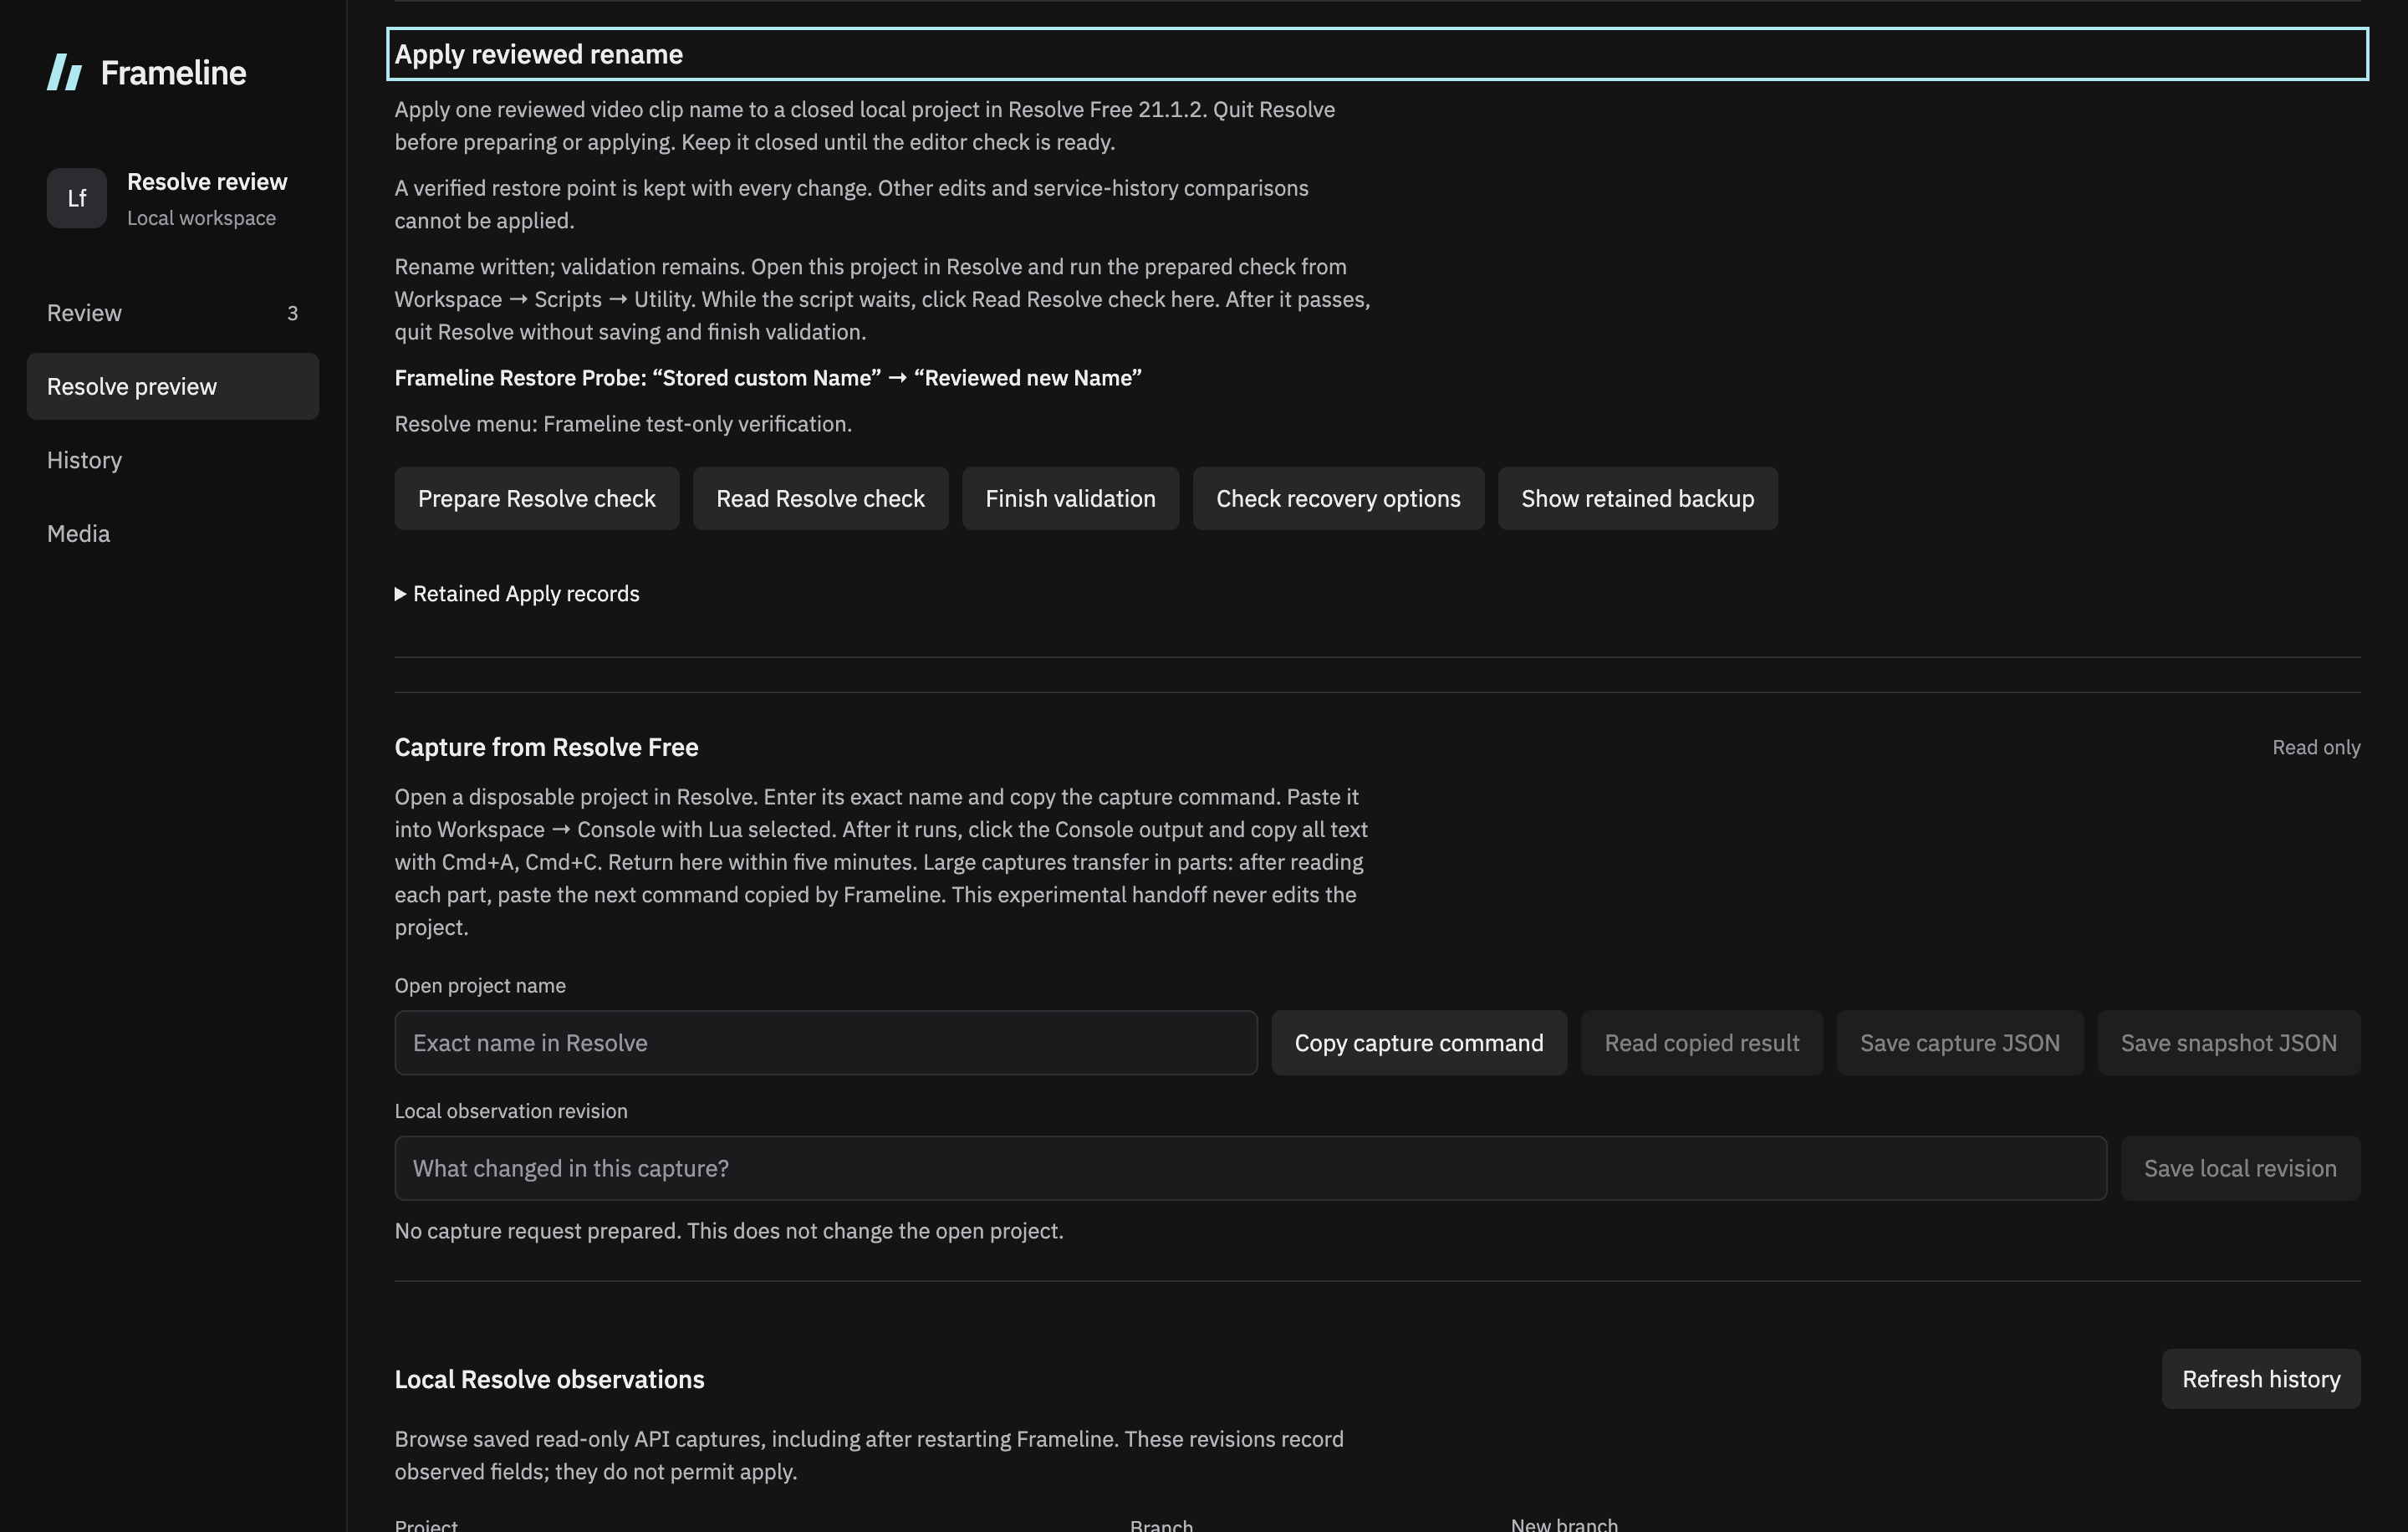 Frameline
Lf
Resolve review
Local workspace
Review 3
Resolve preview
History
Media
Apply reviewed rename
Apply one reviewed video clip name to a closed local project in Resolve Free 21.1.2. Quit Resolve
before preparing or applying. Keep it closed until the editor check is ready.
A verified restore point is kept with every change. Other edits and service-history comparisons
cannot be applied.
Rename written; validation remains. Open this project in Resolve and run the prepared check from
Workspace → Scripts → Utility. While the script waits, click Read Resolve check here. After it passes,
quit Resolve without saving and finish validation.
Frameline Restore Probe: “Stored custom Name” → “Reviewed new Name”
Resolve menu: Frameline test-only verification.
Prepare Resolve check Read Resolve check Finish validation Check recovery options Show retained backup
Retained Apply records
Capture from Resolve Free Read only
Open a disposable project in Resolve. Enter its exact name and copy the capture command. Paste it
into Workspace → Console with Lua selected. After it runs, click the Console output and copy all text
with Cmd+A, Cmd+C. Return here within five minutes. Large captures transfer in parts: after reading
each part, paste the next command copied by Frameline. This experimental handoff never edits the
project.
Open project name
Exact name in Resolve Copy capture command Read copied result Save capture JSON Save snapshot JSON
Local observation revision
What changed in this capture? Save local revision
No capture request prepared. This does not change the open project.
Local Resolve observations Refresh history
Browse saved read-only API captures, including after restarting Frameline. These revisions record
observed fields; they do not permit apply.
Project Branch New branch